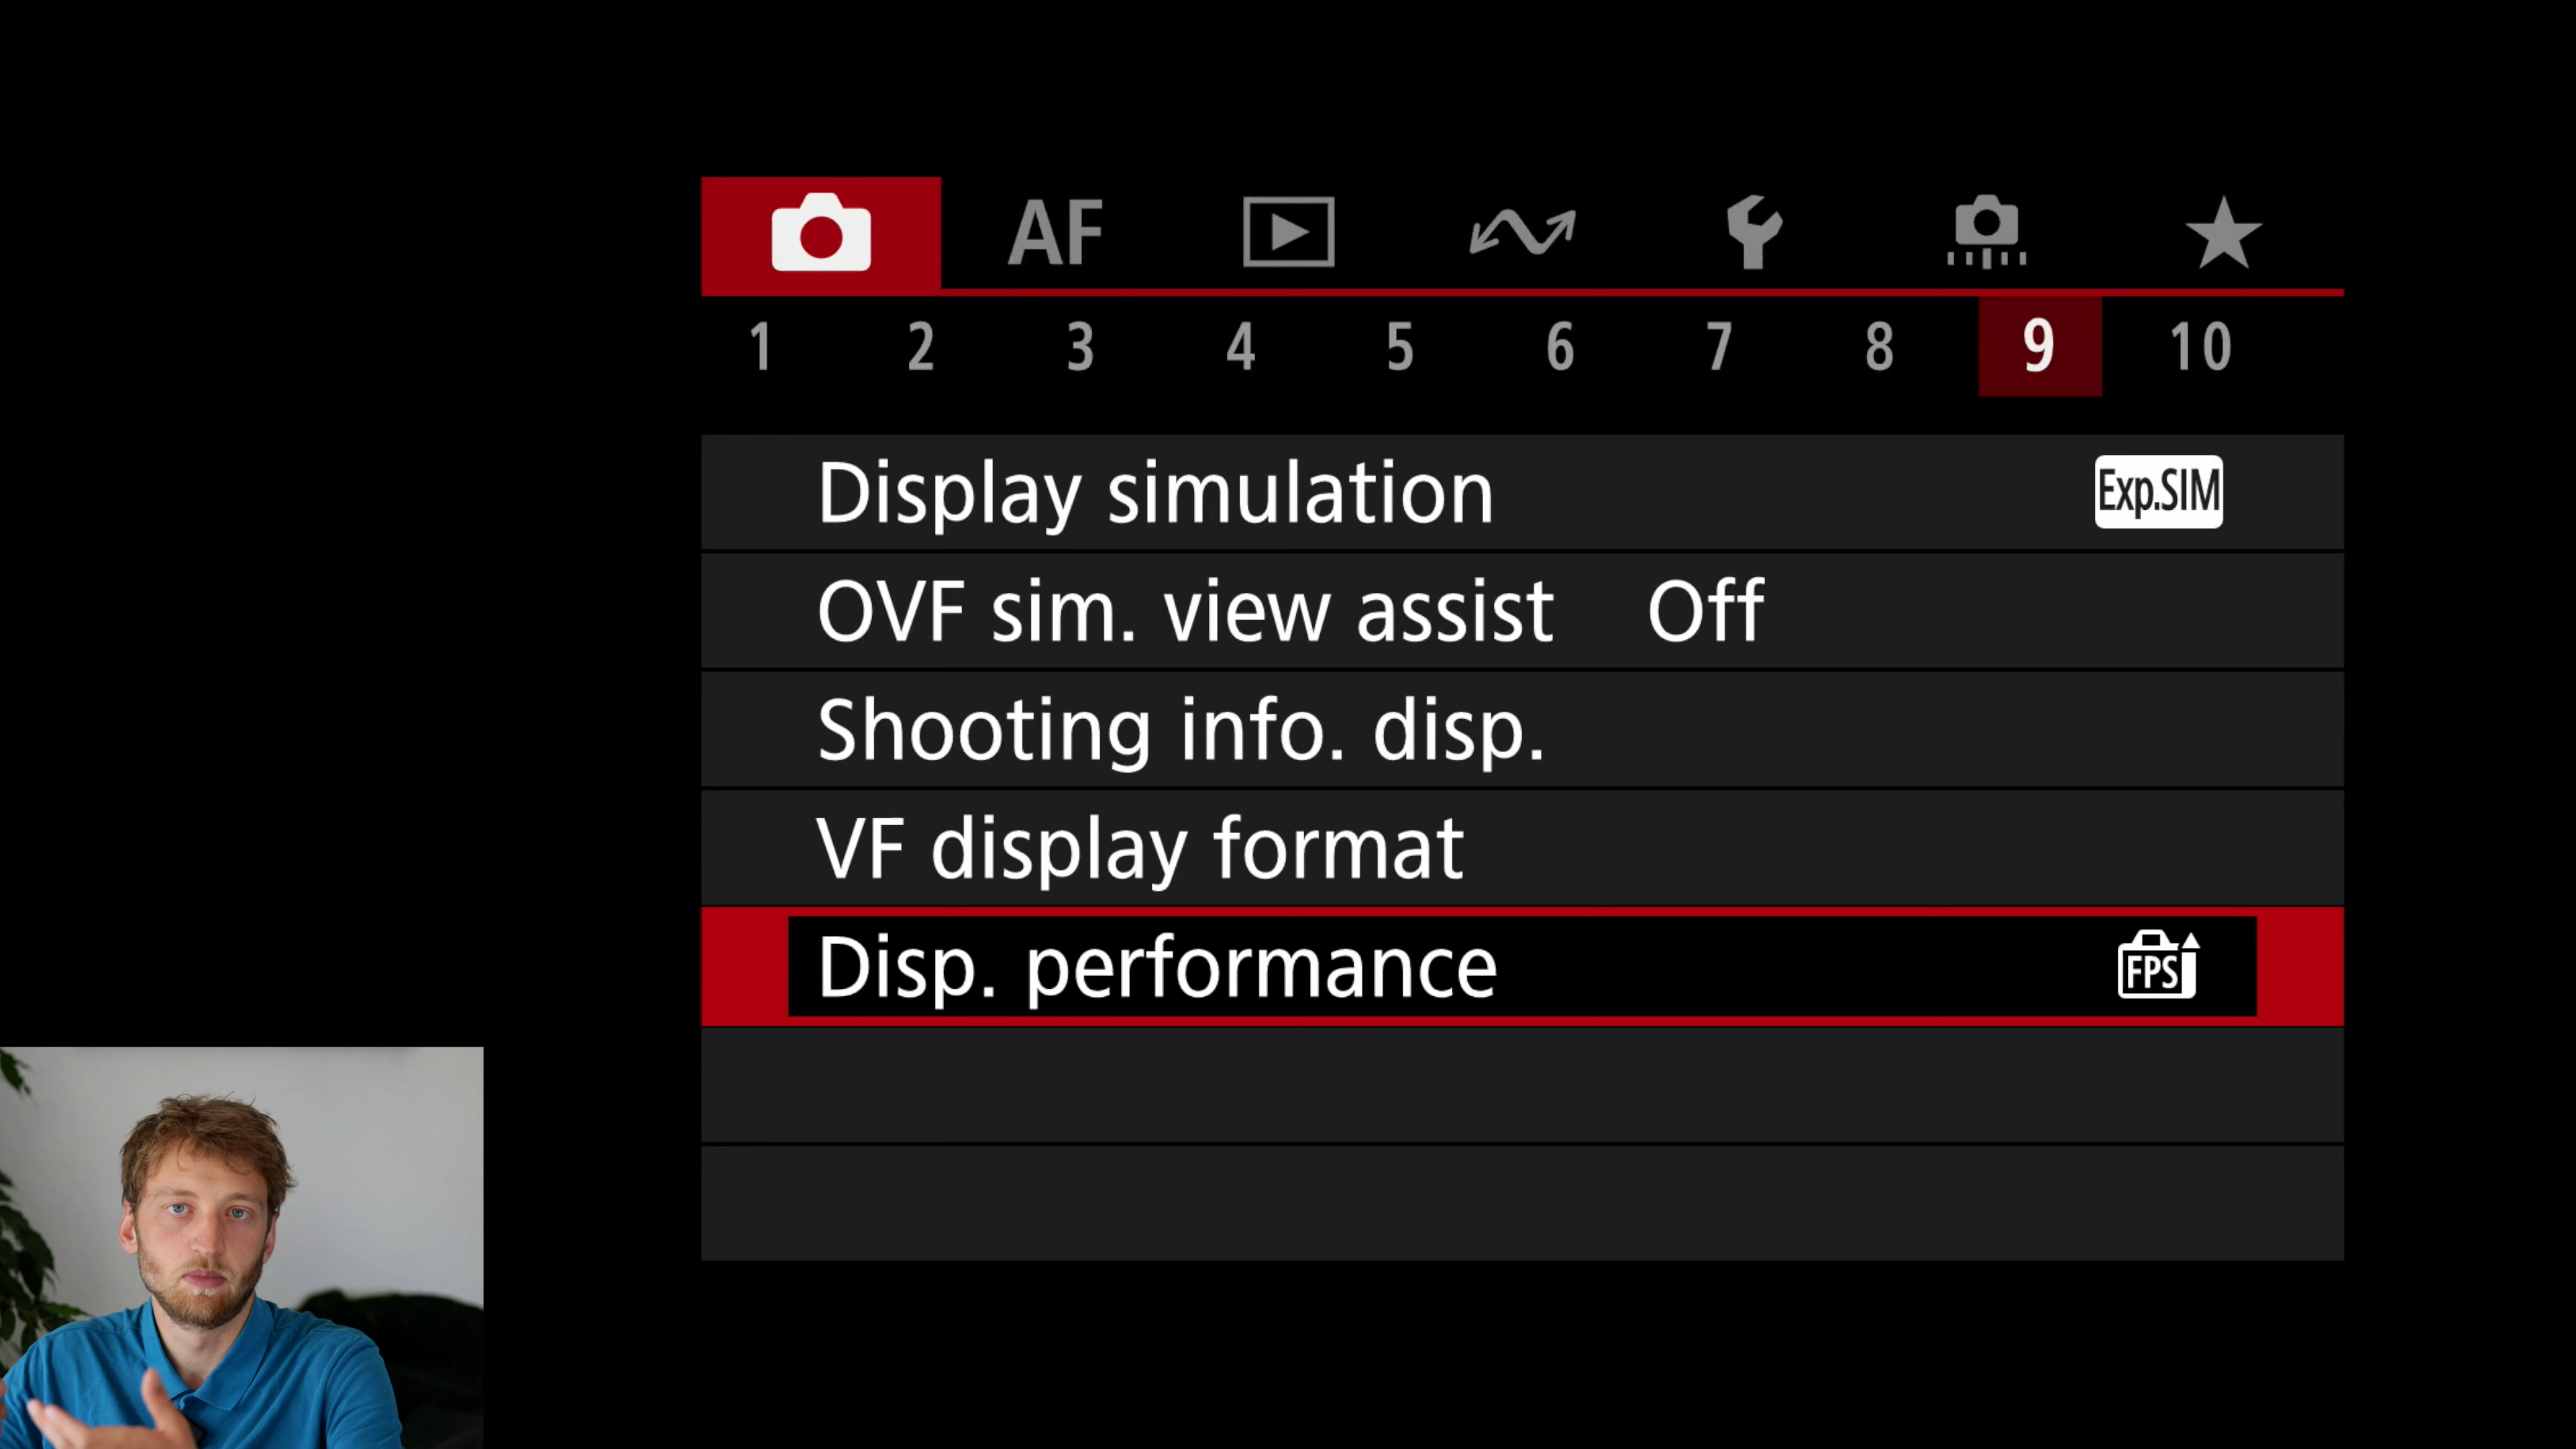 AF
1 2 3 4 5 6 7 8 9 10
Display simulation Exp.SIM
OVF sim. view assist Off
Shooting info. disp.
VF display format
Disp. performance FPS